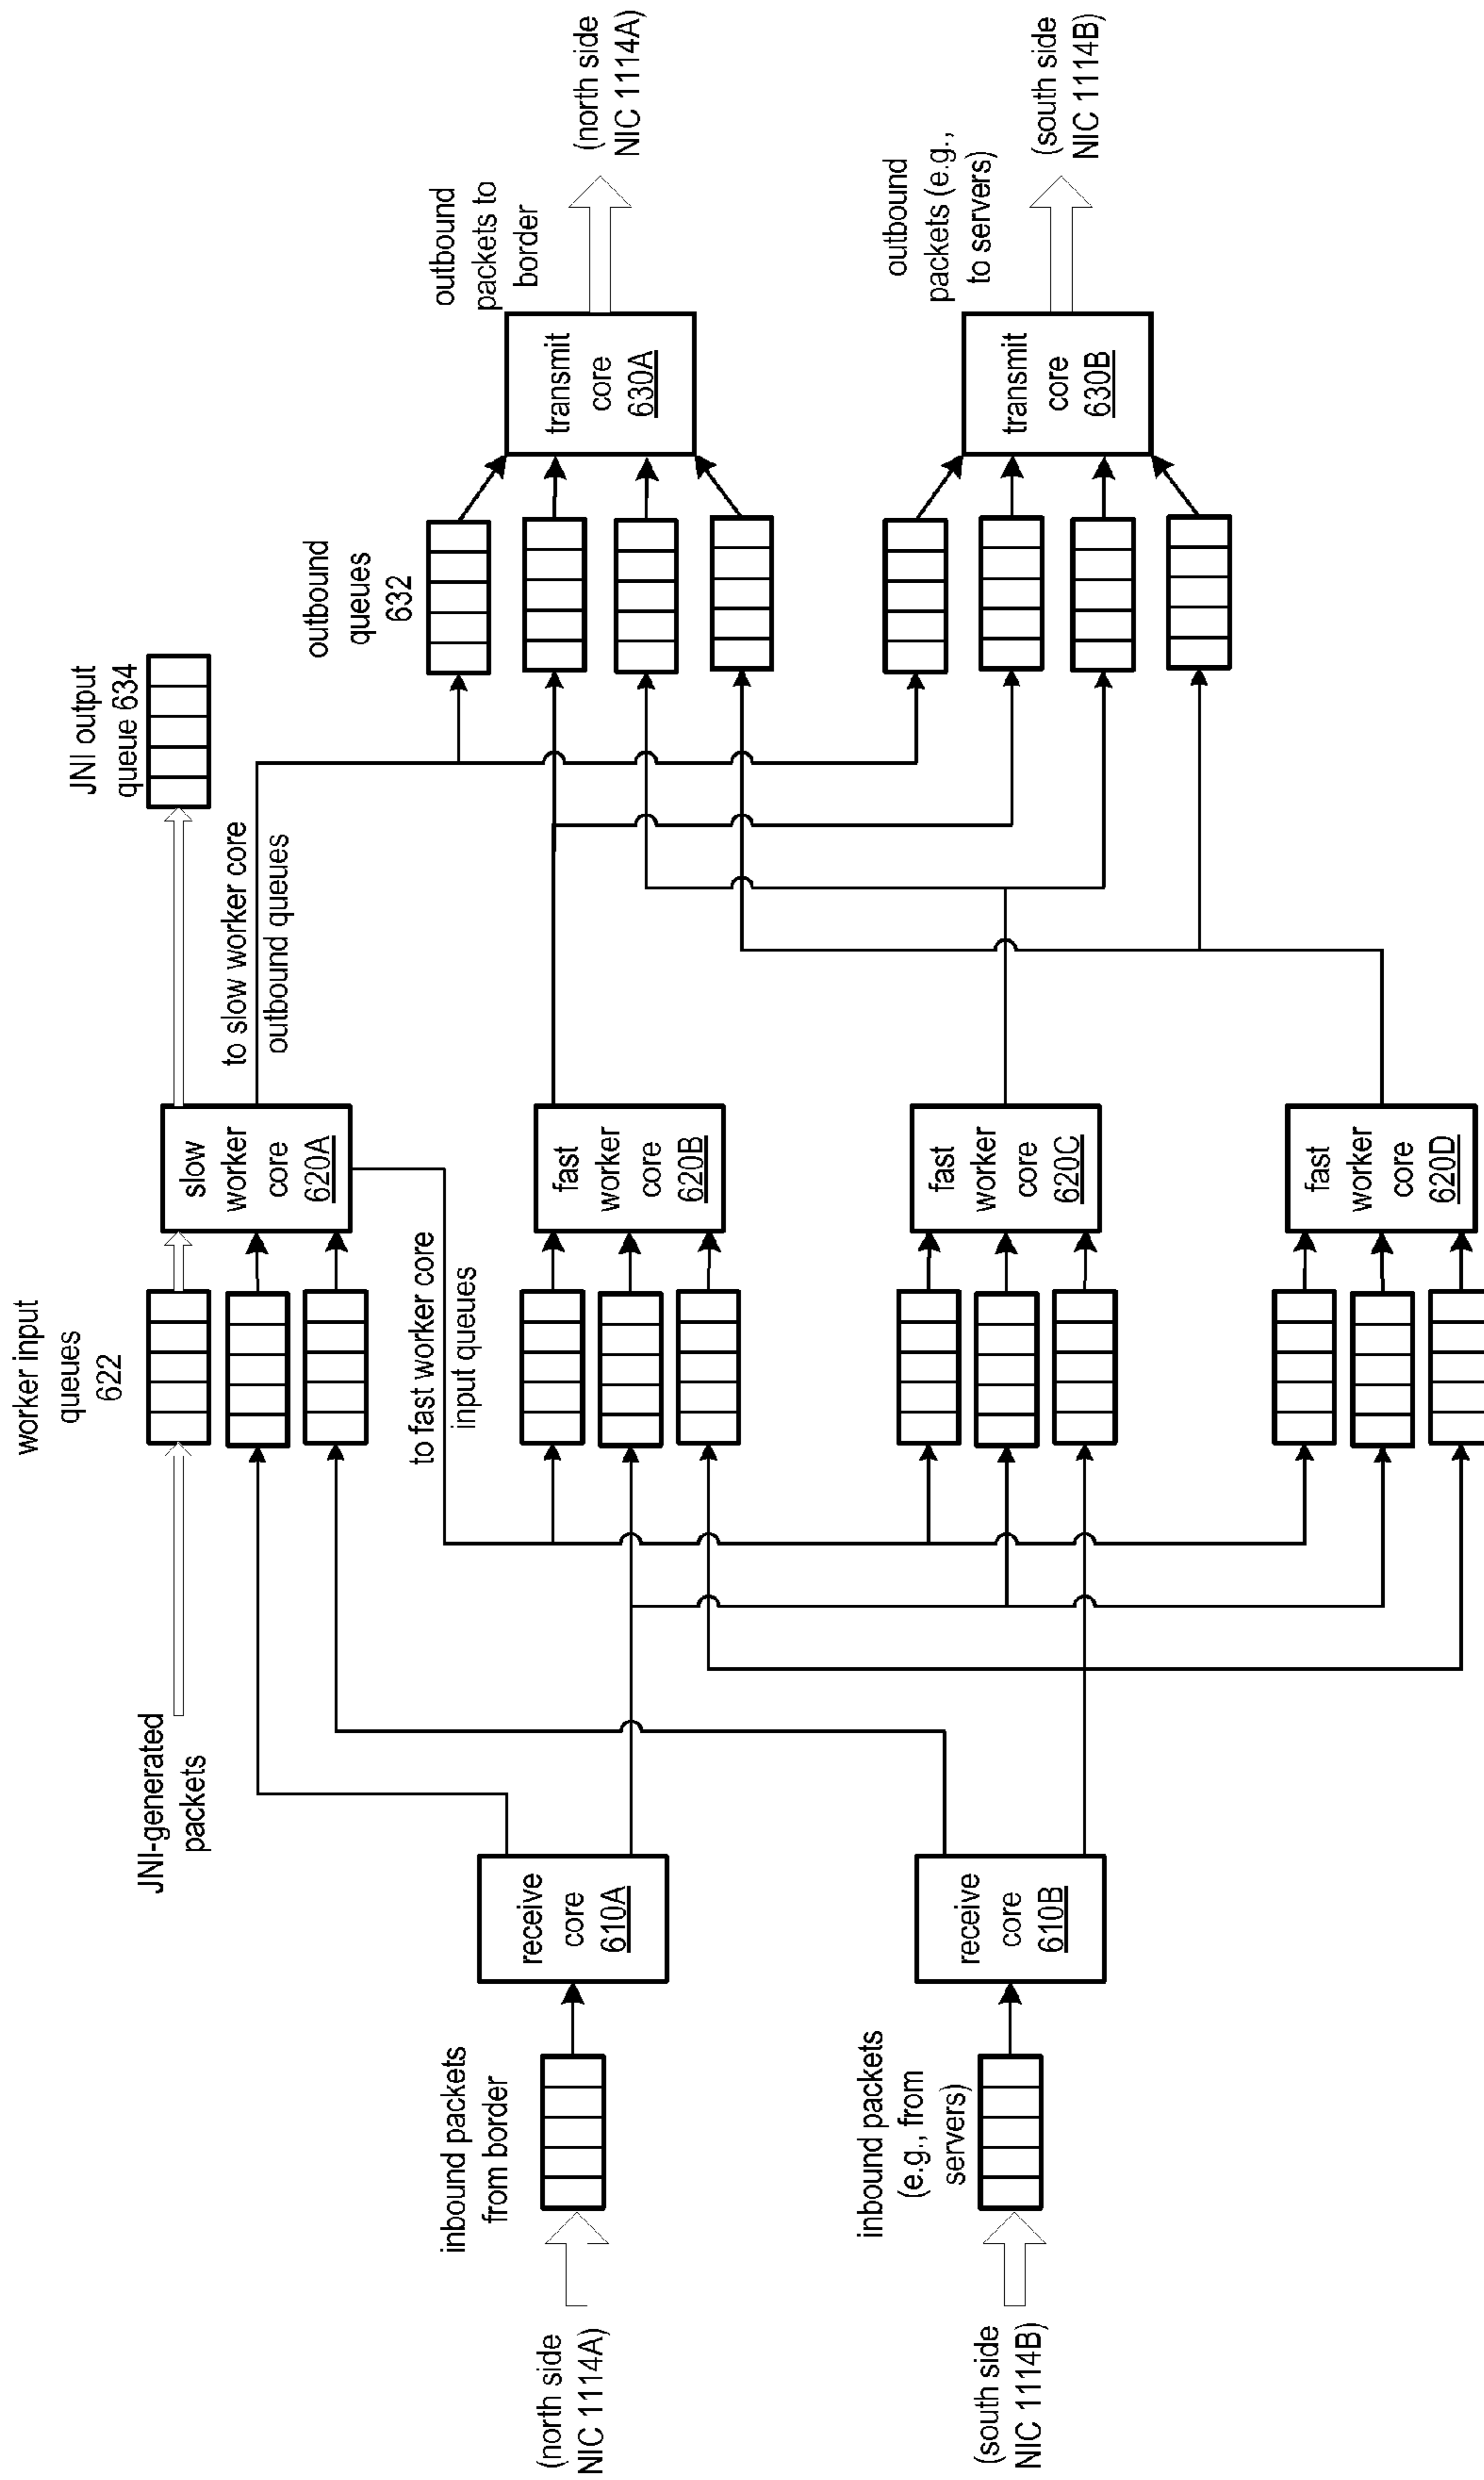 worker input
queues
622
JNI output
queue 634
JNI-generated
packets
slow
worker
core
620A
to slow worker core
outbound queues
to fast worker core
input queues
outbound
queues
632
inbound packets
from border
(north side
NIC 1114A)
receive
core
610A
fast
worker
core
620B
transmit
core
630A
outbound
packets to
border
(north side
NIC 1114A)
inbound packets
(e.g., from
servers)
(south side
NIC 1114B)
receive
core
610B
fast
worker
core
620C
transmit
core
630B
outbound
packets (e.g.,
to servers)
(south side
NIC 1114B)
fast
worker
core
620D